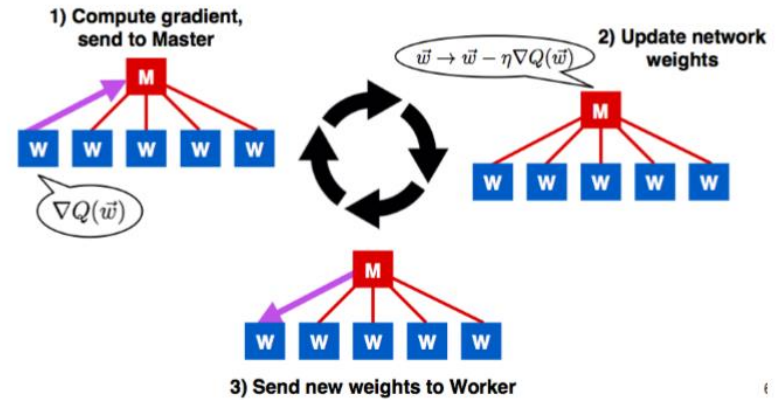 1) Compute gradient,
send to Master
M
W W W W W
∇Q(w⃗)
w⃗ → w⃗ − η∇Q(w⃗)
2) Update network
weights
M
W W W W W
M
W W W W W
3) Send new weights to Worker